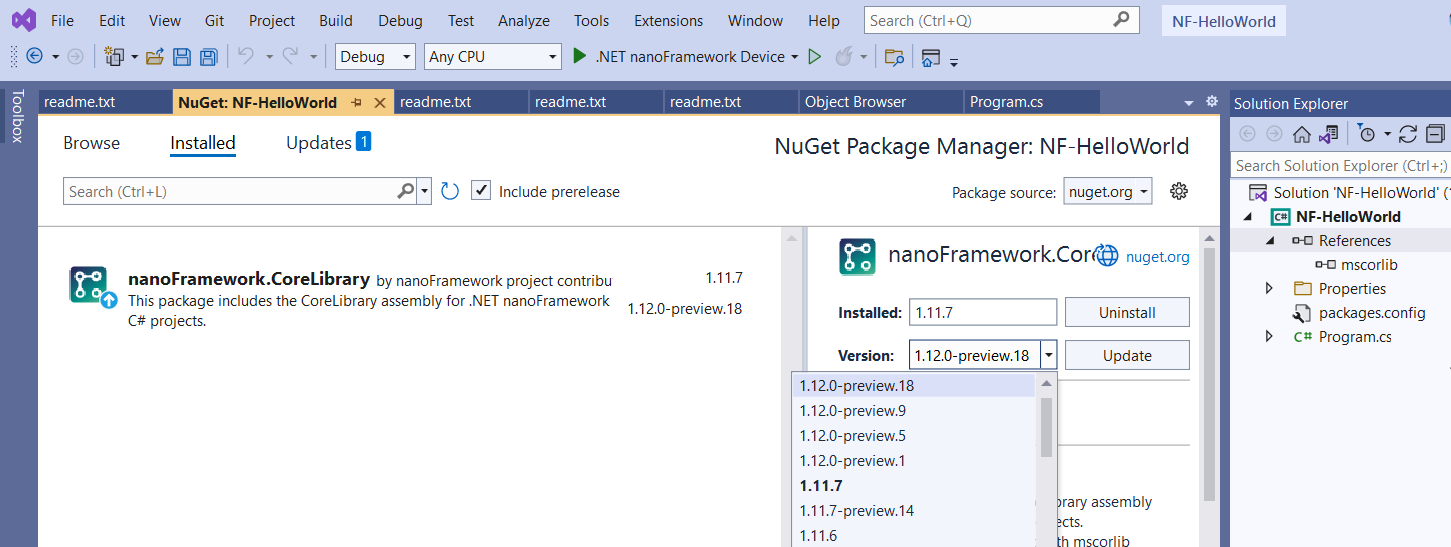 File Edit View Git Project Build Debug Test Analyze Tools Extensions Window Help Search (Ctrl+Q) NF-HelloWorld
Debug Any CPU .NET nanoFramework Device
Toolbox
readme.txt NuGet: NF-HelloWorld readme.txt readme.txt readme.txt Object Browser Program.cs
Browse Installed Updates 1
NuGet Package Manager: NF-HelloWorld
Search (Ctrl+L) Include prerelease
Package source: nuget.org
nanoFramework.CoreLibrary by nanoFramework project contribu 1.11.7
This package includes the CoreLibrary assembly for .NET nanoFramework 1.12.0-preview.18
C# projects.
nanoFramework.Cor nuget.org
Installed: 1.11.7 Uninstall
Version: 1.12.0-preview.18 Update
1.12.0-preview.18
1.12.0-preview.9
1.12.0-preview.5
1.12.0-preview.1
1.11.7
1.11.7-preview.14
1.11.6
rary assembly
ects.
th mscorlib
Solution Explorer
Search Solution Explorer (Ctrl+;)
Solution 'NF-HelloWorld' (
C# NF-HelloWorld
References
mscorlib
Properties
packages.config
C# Program.cs